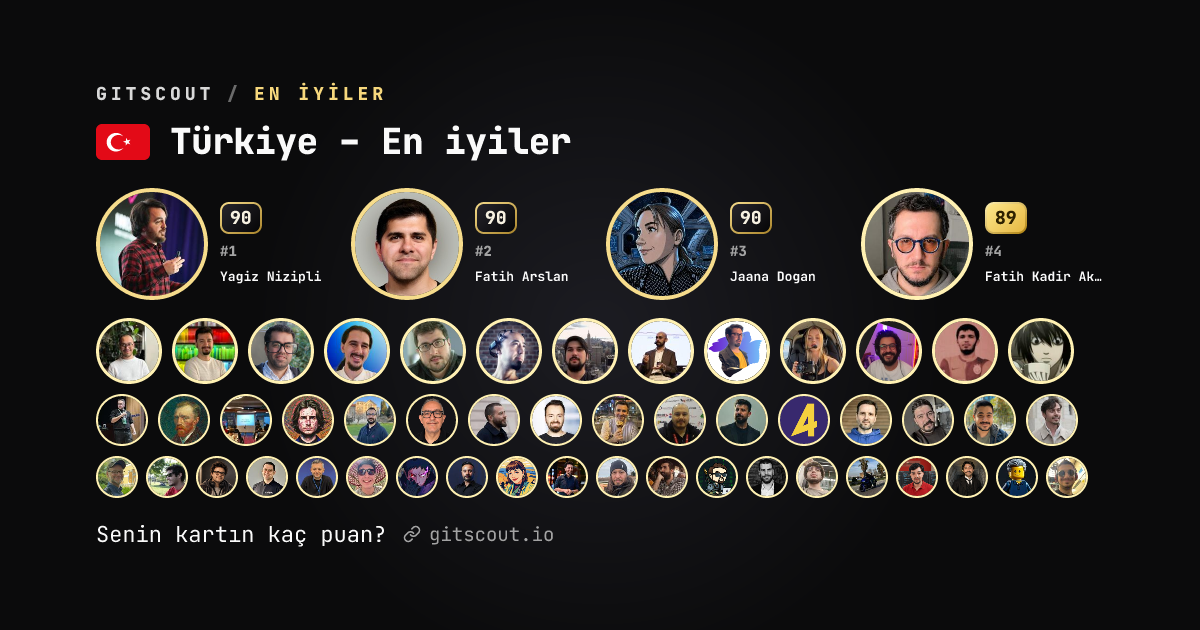 GITSCOUT / EN İYİLER
Türkiye – En iyiler
90
#1
Yagiz Nizipli
90
#2
Fatih Arslan
90
#3
Jaana Dogan
89
#4
Fatih Kadir Ak…
Senin kartın kaç puan? gitscout.io